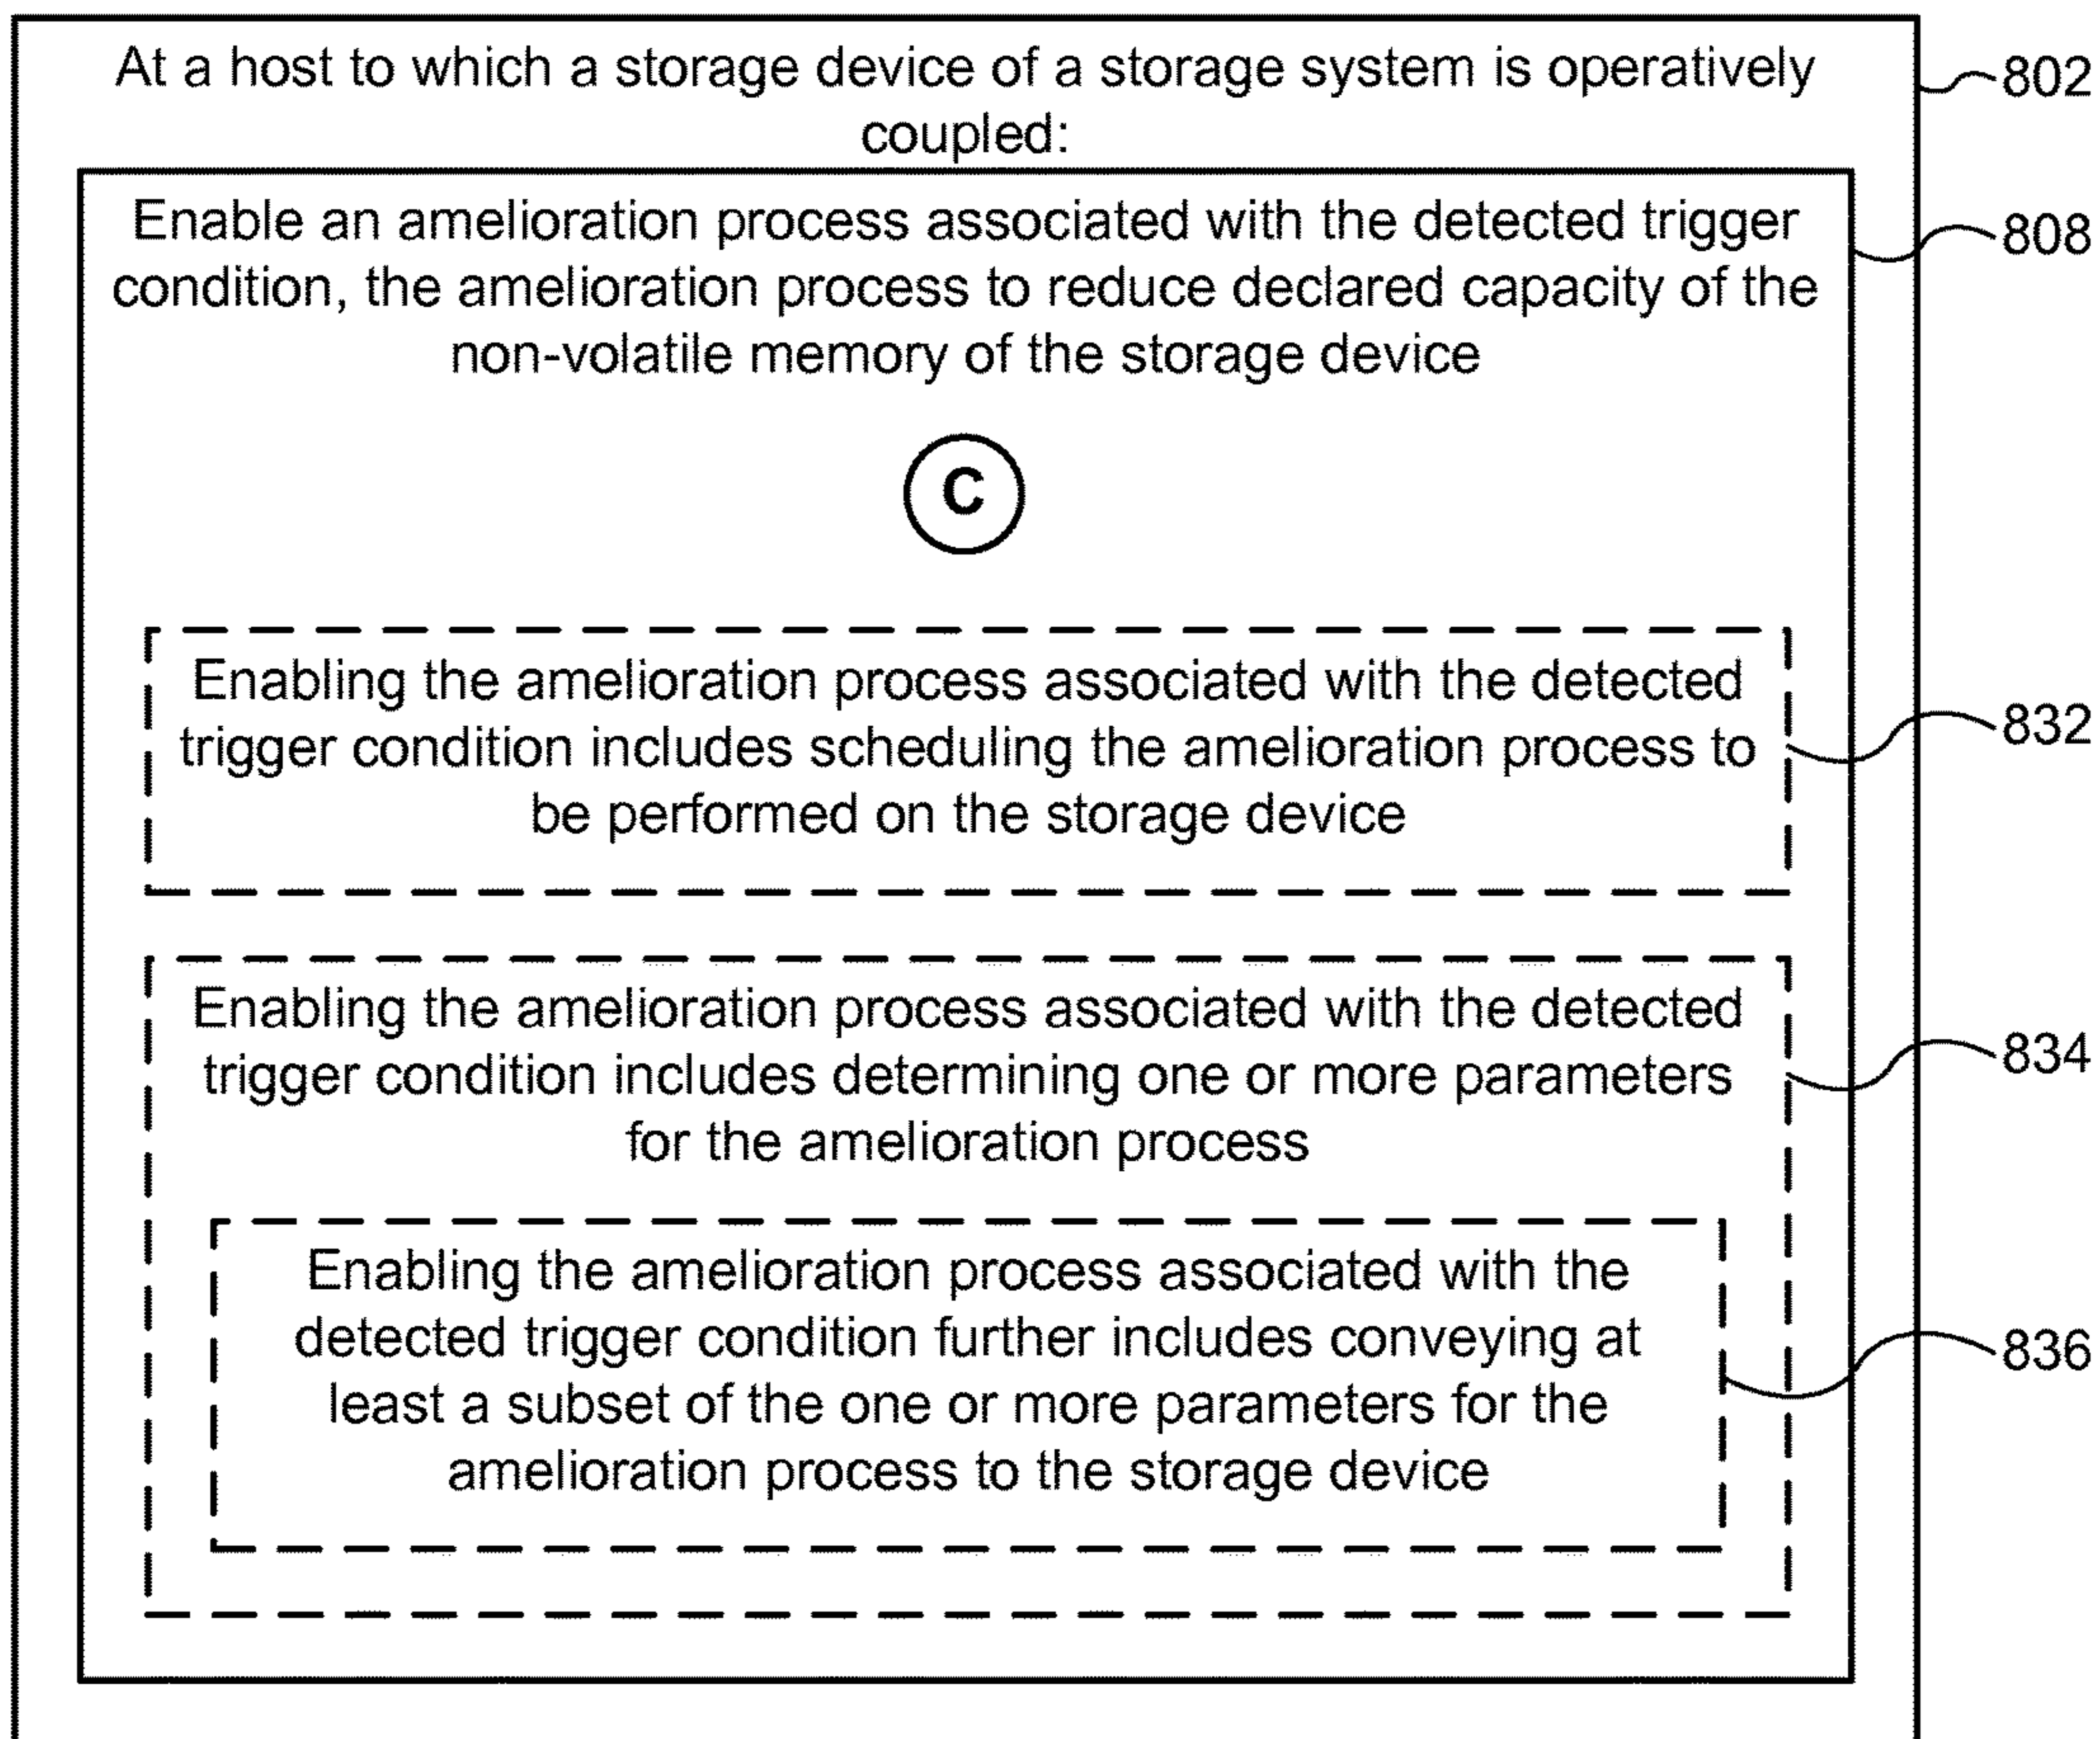 At a host to which a storage device of a storage system is operatively
coupled:
802
Enable an amelioration process associated with the detected trigger
condition, the amelioration process to reduce declared capacity of the
non-volatile memory of the storage device
808
C
Enabling the amelioration process associated with the detected
trigger condition includes scheduling the amelioration process to
be performed on the storage device
832
Enabling the amelioration process associated with the detected
trigger condition includes determining one or more parameters
for the amelioration process
834
Enabling the amelioration process associated with the
detected trigger condition further includes conveying at
least a subset of the one or more parameters for the
amelioration process to the storage device
836